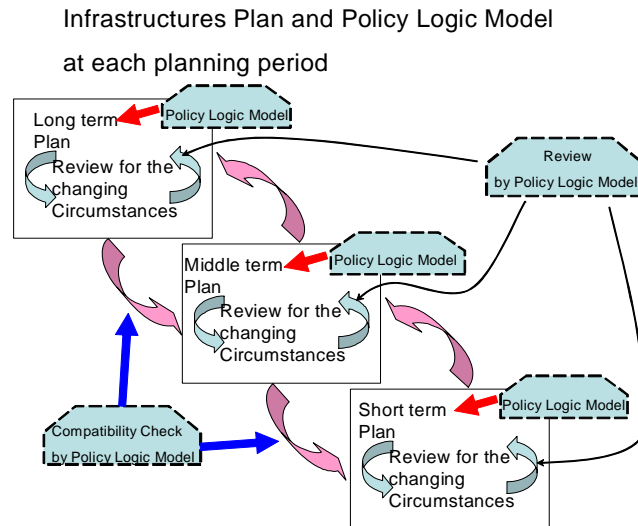 Infrastructures Plan and Policy Logic Model
at each planning period
Long term
Plan
Policy Logic Model
Review for the
changing
Circumstances
Review
by Policy Logic Model
Middle term
Plan
Policy Logic Model
Review for the
changing
Circumstances
Short term
Plan
Policy Logic Model
Review for the
changing
Circumstances
Compatibility Check
by Policy Logic Model